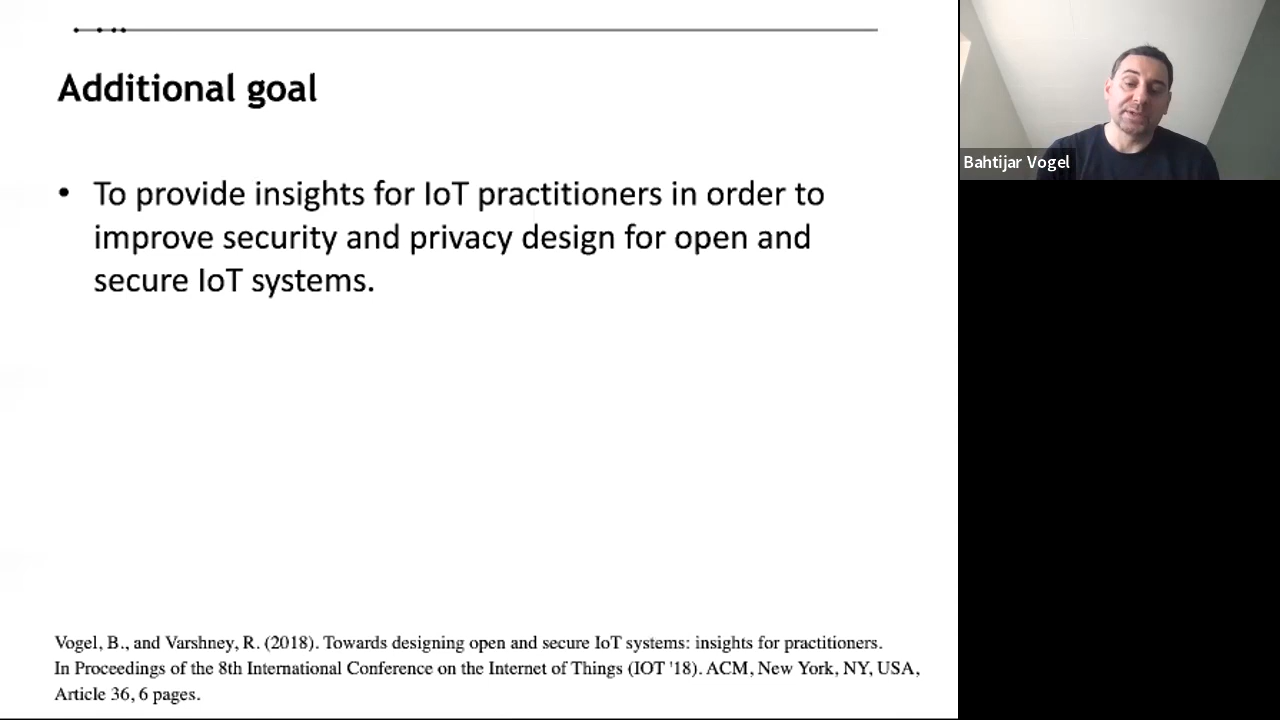 Additional goal
• To provide insights for IoT practitioners in order to
improve security and privacy design for open and
secure IoT systems.
Vogel, B., and Varshney, R. (2018). Towards designing open and secure IoT systems: insights for practitioners.
In Proceedings of the 8th International Conference on the Internet of Things (IOT '18). ACM, New York, NY, USA,
Article 36, 6 pages.
Bahtijar Vogel